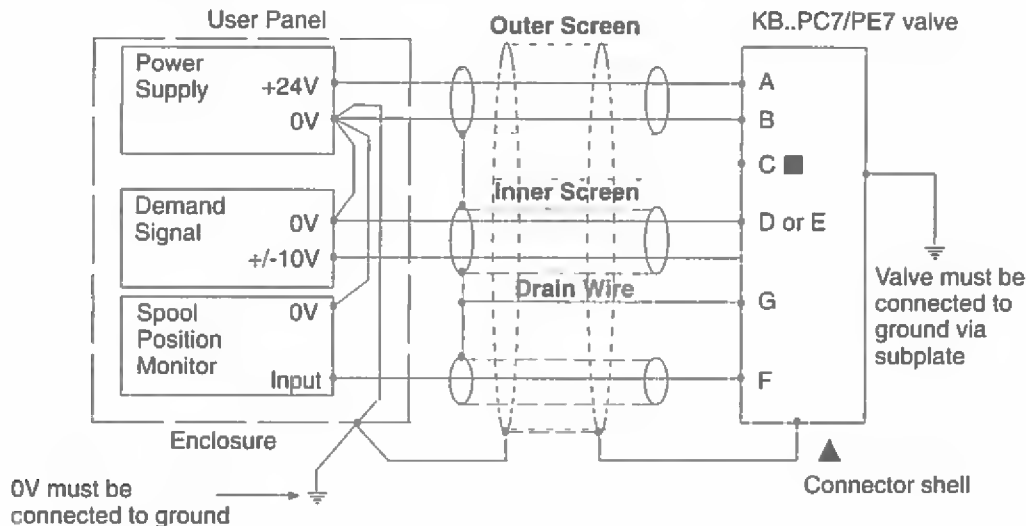 User Panel
Outer Screen
KB..PC7/PE7 valve
Power
Supply
+24V
0V
A
B
C
Inner Screen
Demand
Signal
0V
+/-10V
D or E
Drain Wire
Valve must be
connected to
ground via
subplate
Spool
Position
Monitor
0V
Input
G
F
Enclosure
Connector shell
0V must be
connected to ground